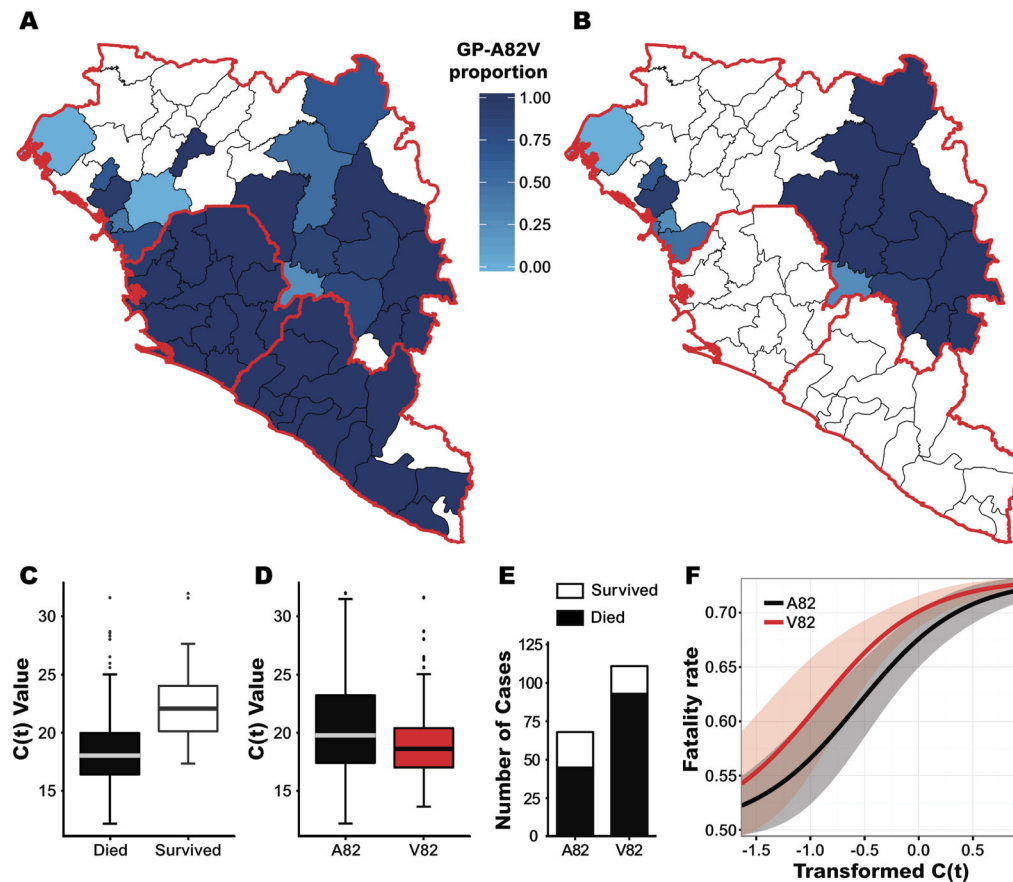 A
B
GP-A82V
proportion
1.00
0.75
0.50
0.25
0.00
C
C(t) Value
30
25
20
15
Died
Survived
D
C(t) Value
30
25
20
15
A82
V82
E
Survived
Died
Number of Cases
125
100
75
50
25
0
A82
V82
F
A82
V82
Fatality rate
0.70
0.65
0.60
0.55
0.50
-1.5
-1.0
-0.5
0.0
0.5
Transformed C(t)